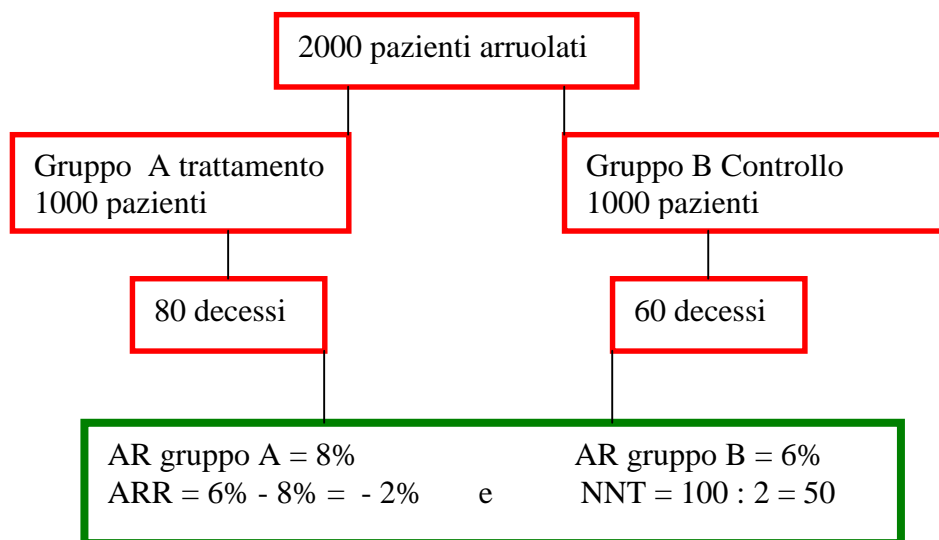 2000 pazienti arruolati
Gruppo A trattamento
1000 pazienti
Gruppo B Controllo
1000 pazienti
80 decessi
60 decessi
AR gruppo A = 8% AR gruppo B = 6%
ARR = 6% - 8% = - 2% e NNT = 100 : 2 = 50